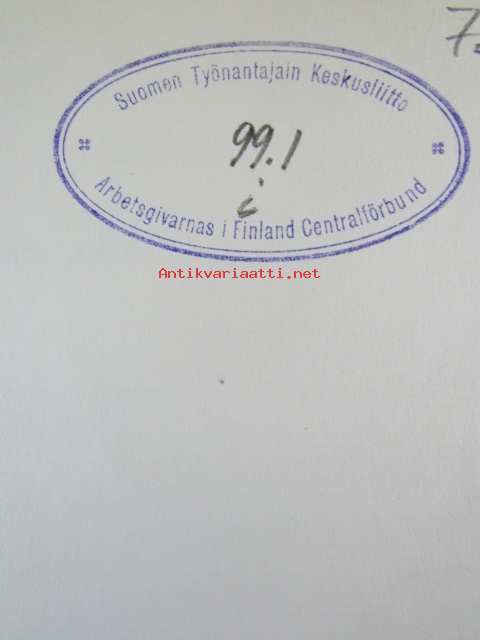 7.
Suomen Työnantajain Keskusliitto
99.1
i
Arbetsgivarnas i Finland Centralförbund
Antikvariaatti.net